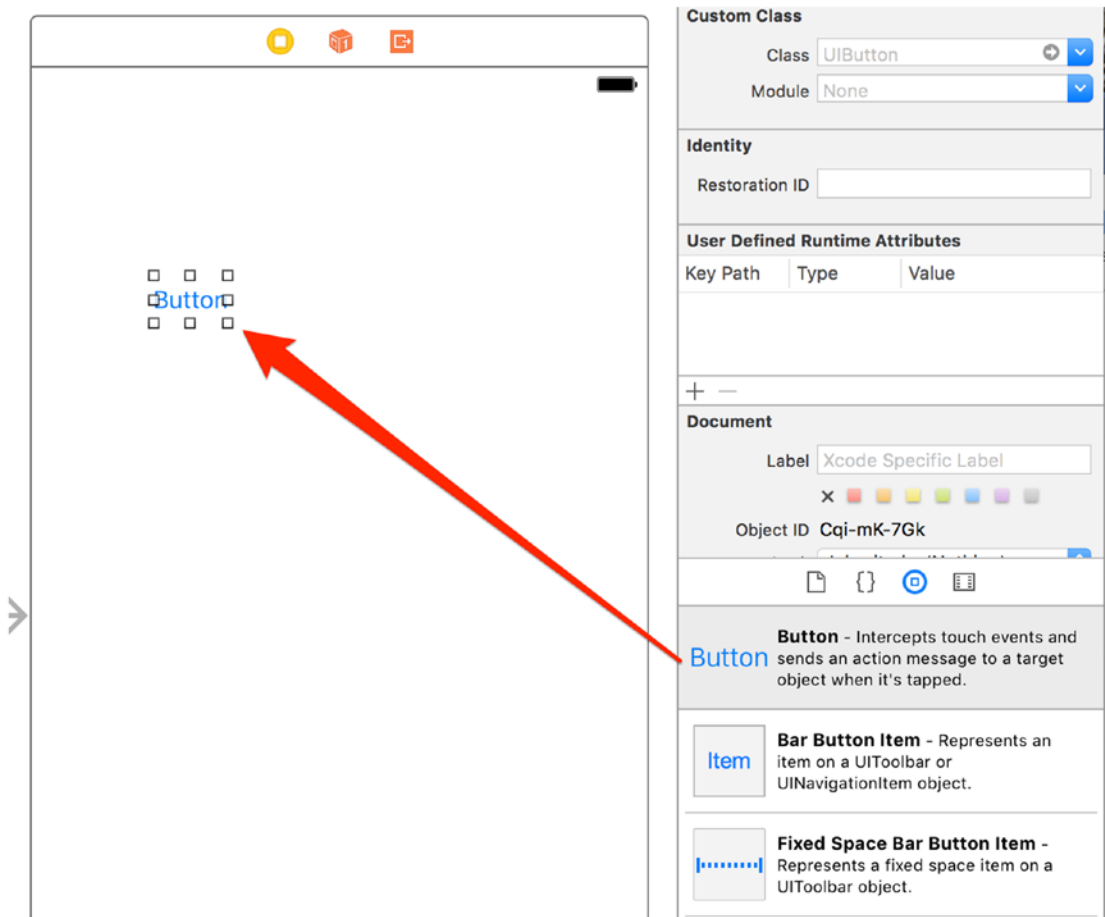 Custom Class
Class UIButton
Module None
Identity
Restoration ID
User Defined Runtime Attributes
Key Path Type Value
Document
Label Xcode Specific Label
Object ID Cqi-mK-7Gk
Button
Button
Button - Intercepts touch events and
sends an action message to a target
object when it's tapped.
Item
Bar Button Item - Represents an
item on a UIToolbar or
UINavigationItem object.
Fixed Space Bar Button Item -
Represents a fixed space item on a
UIToolbar object.